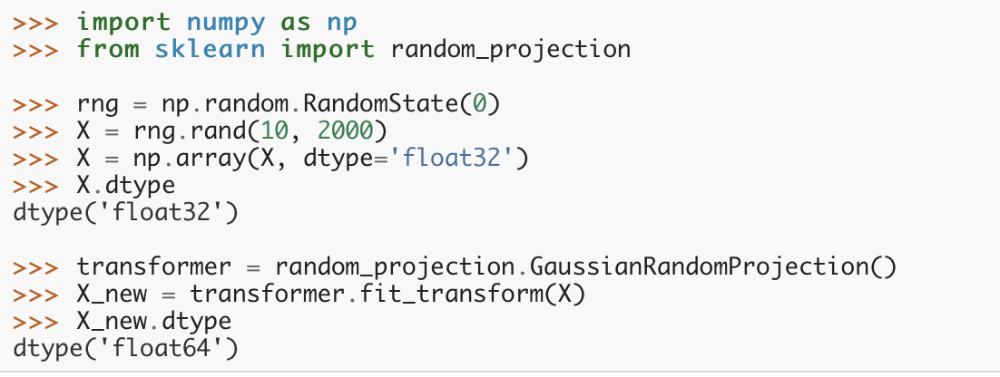 >>> import numpy as np
>>> from sklearn import random_projection
>>> rng = np.random.RandomState(0)
>>> X = rng.rand(10, 2000)
>>> X = np.array(X, dtype='float32')
>>> X.dtype
dtype('float32')
>>> transformer = random_projection.GaussianRandomProjection()
>>> X_new = transformer.fit_transform(X)
>>> X_new.dtype
dtype('float64')